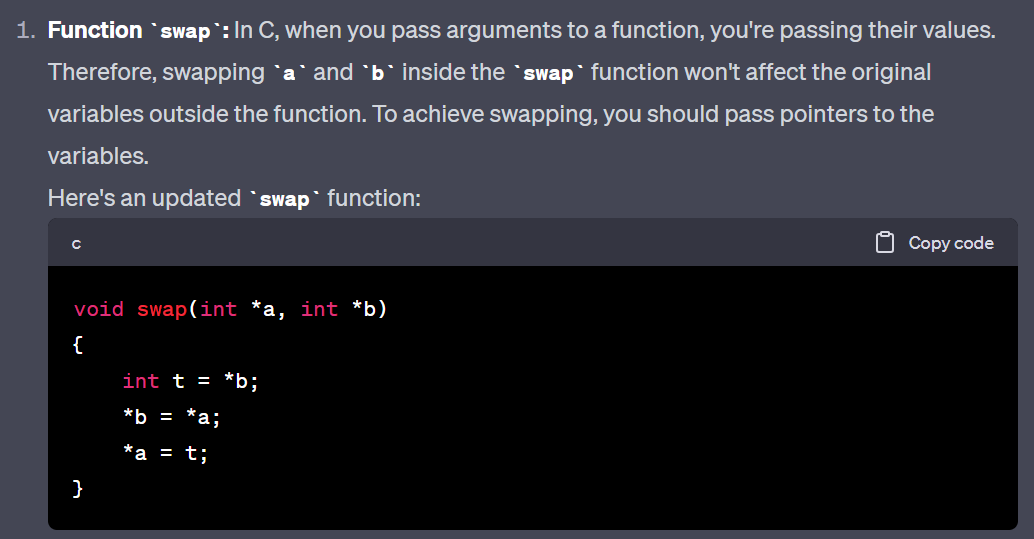 1. Function `swap`: In C, when you pass arguments to a function, you're passing their values.
Therefore, swapping `a` and `b` inside the `swap` function won't affect the original
variables outside the function. To achieve swapping, you should pass pointers to the
variables.
Here's an updated `swap` function:
c Copy code
void swap(int *a, int *b)
{
    int t = *b;
    *b = *a;
    *a = t;
}